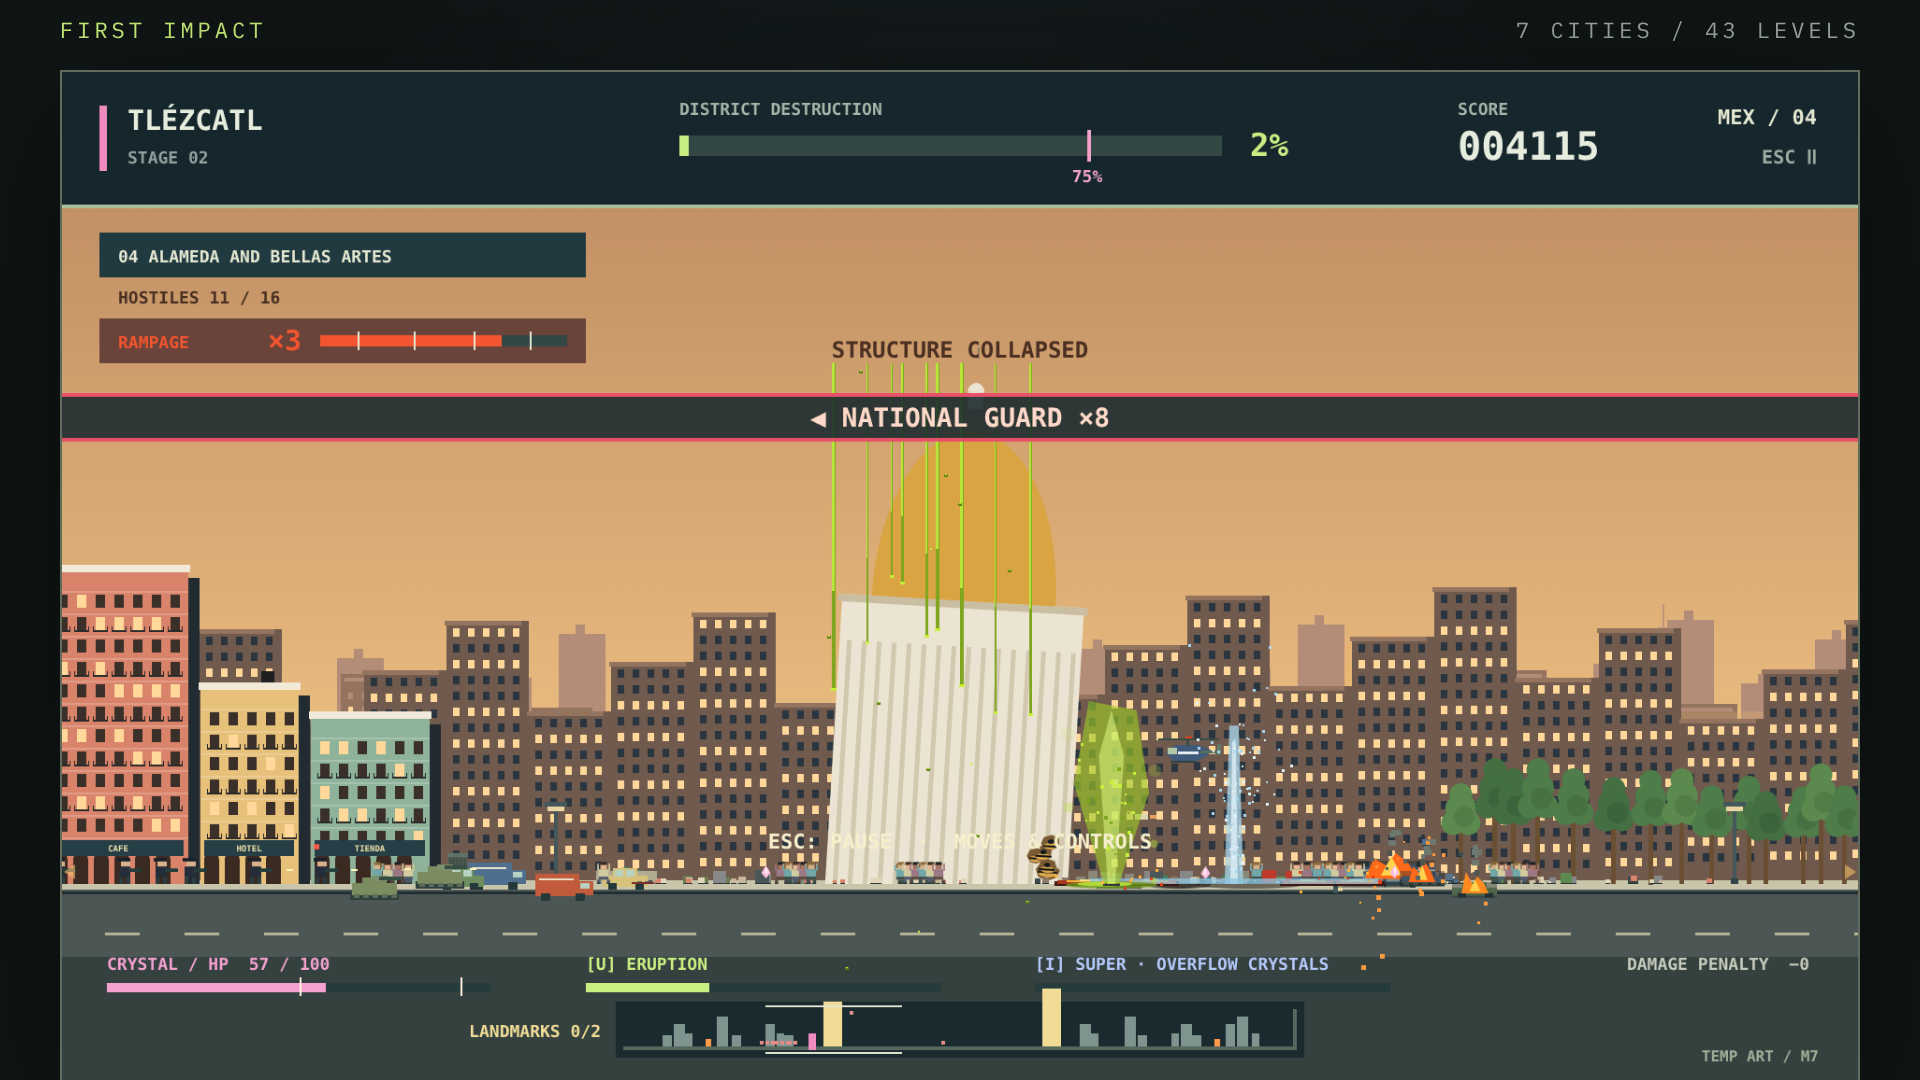 FIRST IMPACT
7 CITIES / 43 LEVELS
TLÉZCATL
STAGE 02
DISTRICT DESTRUCTION
2%
75%
SCORE
004115
MEX / 04
ESC II
04 ALAMEDA AND BELLAS ARTES
HOSTILES 11 / 16
RAMPAGE ×3
STRUCTURE COLLAPSED
◀ NATIONAL GUARD ×8
ESC: PAUSE · MOVES & CONTROLS
CAFE
HOTEL
TIENDA
CRYSTAL / HP 57 / 100
[U] ERUPTION
[I] SUPER · OVERFLOW CRYSTALS
DAMAGE PENALTY −0
LANDMARKS 0/2
TEMP ART / M7